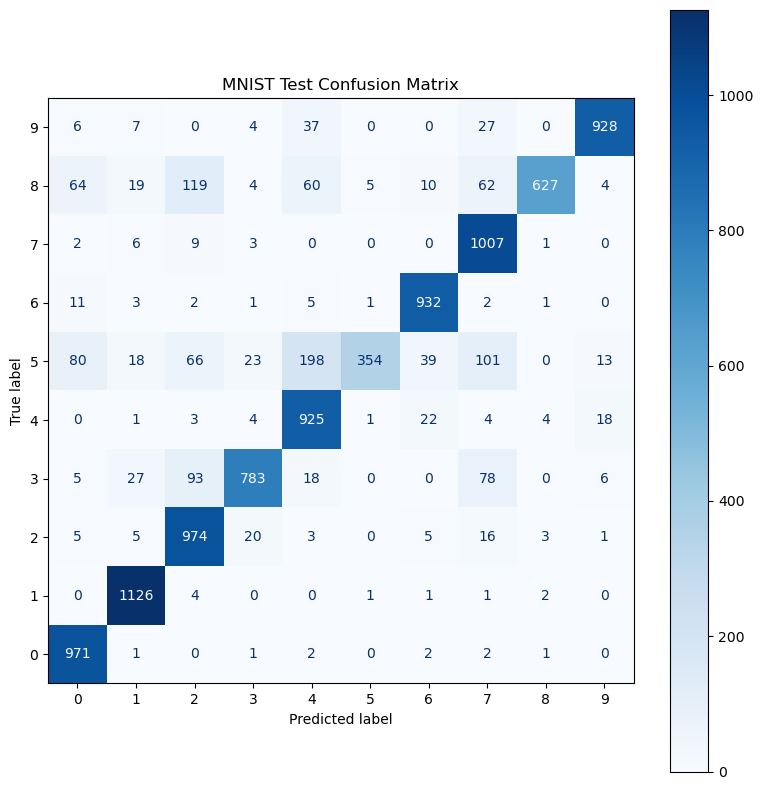 MNIST Test Confusion Matrix
9 6 7 0 4 37 0 0 27 0 928
8 64 19 119 4 60 5 10 62 627 4
7 2 6 9 3 0 0 0 1007 1 0
6 11 3 2 1 5 1 932 2 1 0
5 80 18 66 23 198 354 39 101 0 13
4 0 1 3 4 925 1 22 4 4 18
3 5 27 93 783 18 0 0 78 0 6
2 5 5 974 20 3 0 5 16 3 1
1 0 1126 4 0 0 1 1 1 2 0
0 971 1 0 1 2 0 2 2 1 0
0 1 2 3 4 5 6 7 8 9
Predicted label
True label
1000
800
600
400
200
0